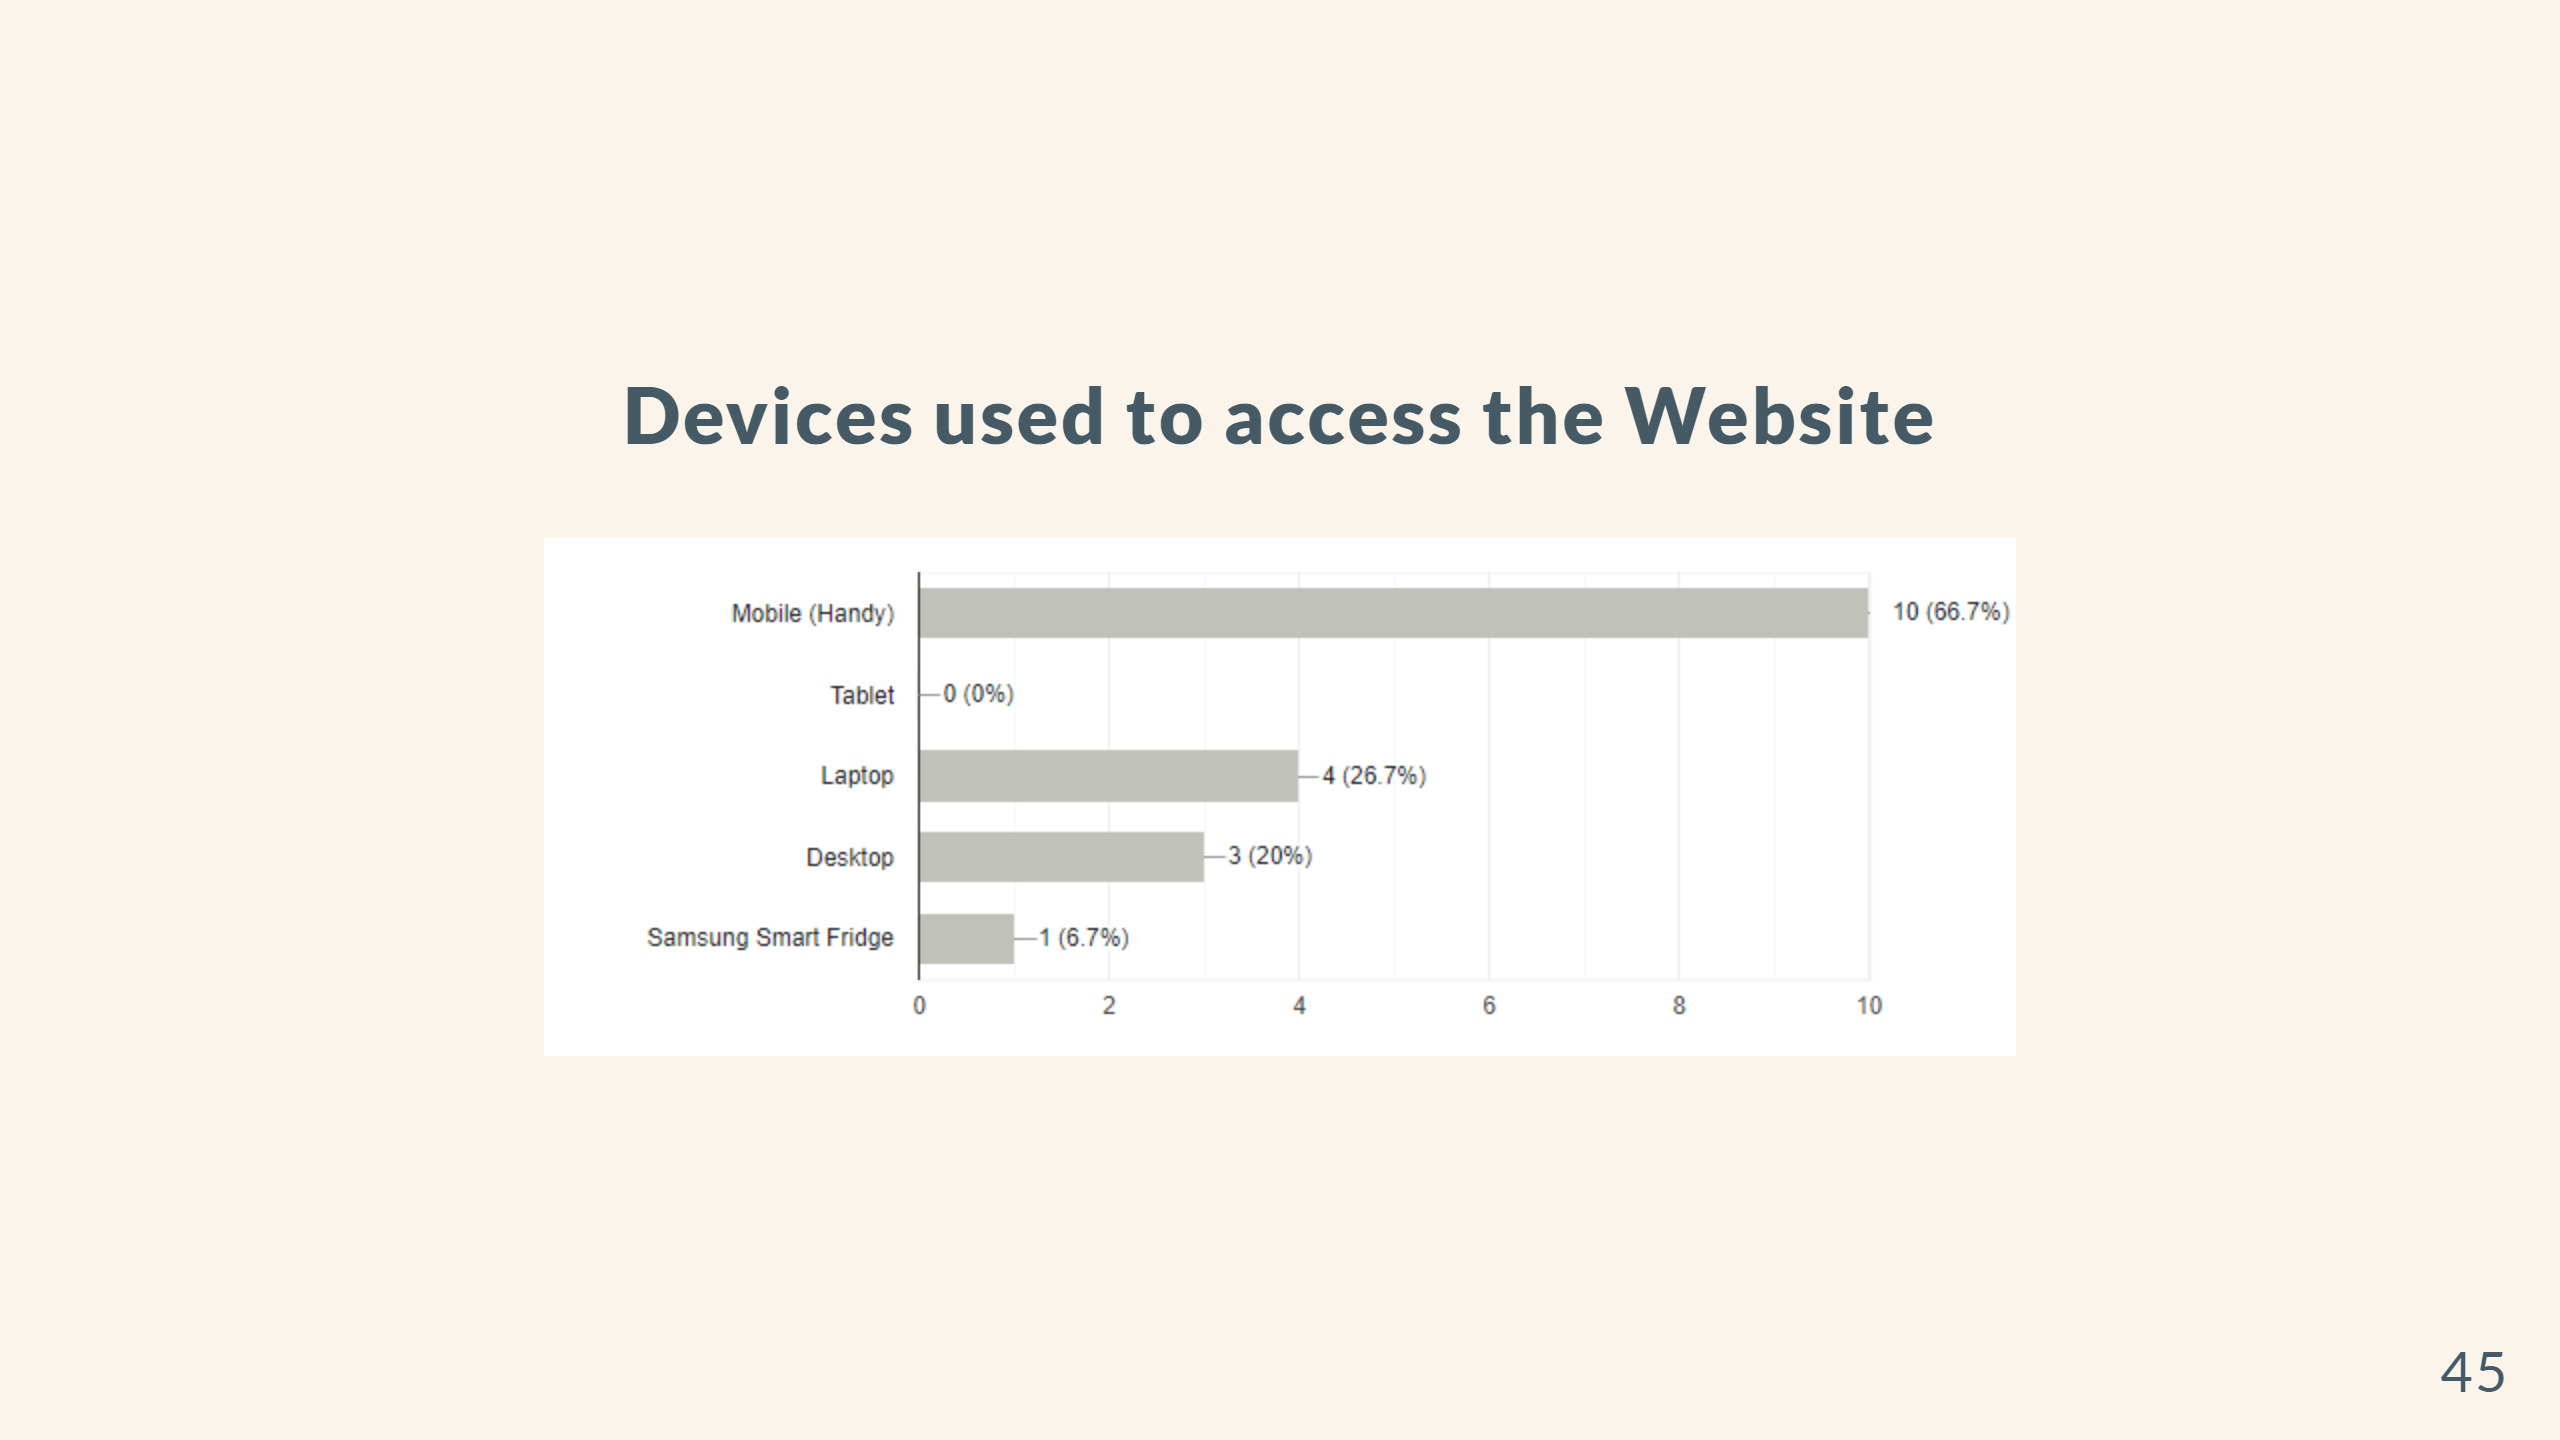 Devices used to access the Website
Mobile (Handy) 10 (66.7%)
Tablet 0 (0%)
Laptop 4 (26.7%)
Desktop 3 (20%)
Samsung Smart Fridge 1 (6.7%)
0 2 4 6 8 10
45